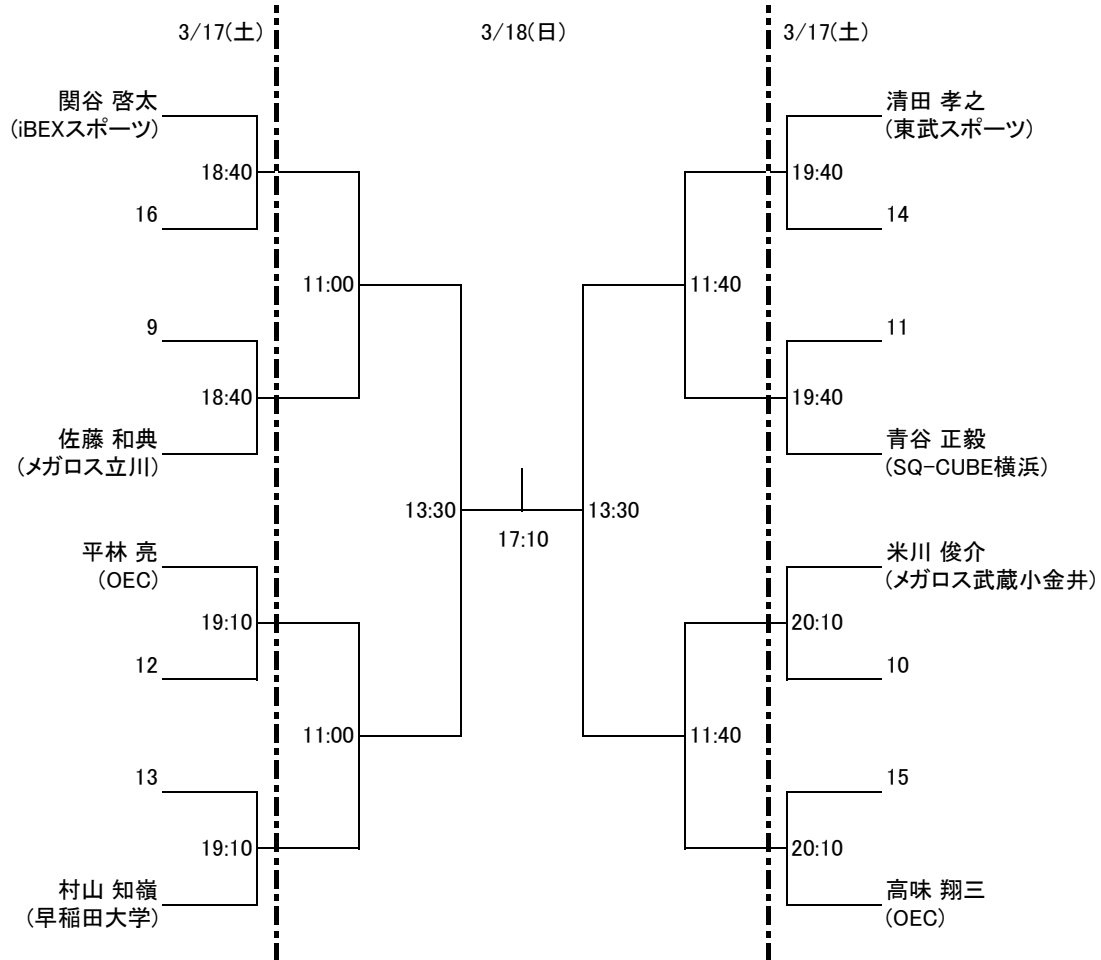 3/17(土)
3/18(日)
3/17(土)
関谷 啓太
(iBEXスポーツ)
18:40
16
11:00
9
18:40
佐藤 和典
(メガロス立川)
13:30
平林 亮
(OEC)
19:10
12
11:00
13
19:10
村山 知嶺
(早稲田大学)
17:10
清田 孝之
(東武スポーツ)
19:40
14
11:40
11
19:40
青谷 正毅
(SQ-CUBE横浜)
13:30
米川 俊介
(メガロス武蔵小金井)
20:10
10
11:40
15
20:10
高味 翔三
(OEC)